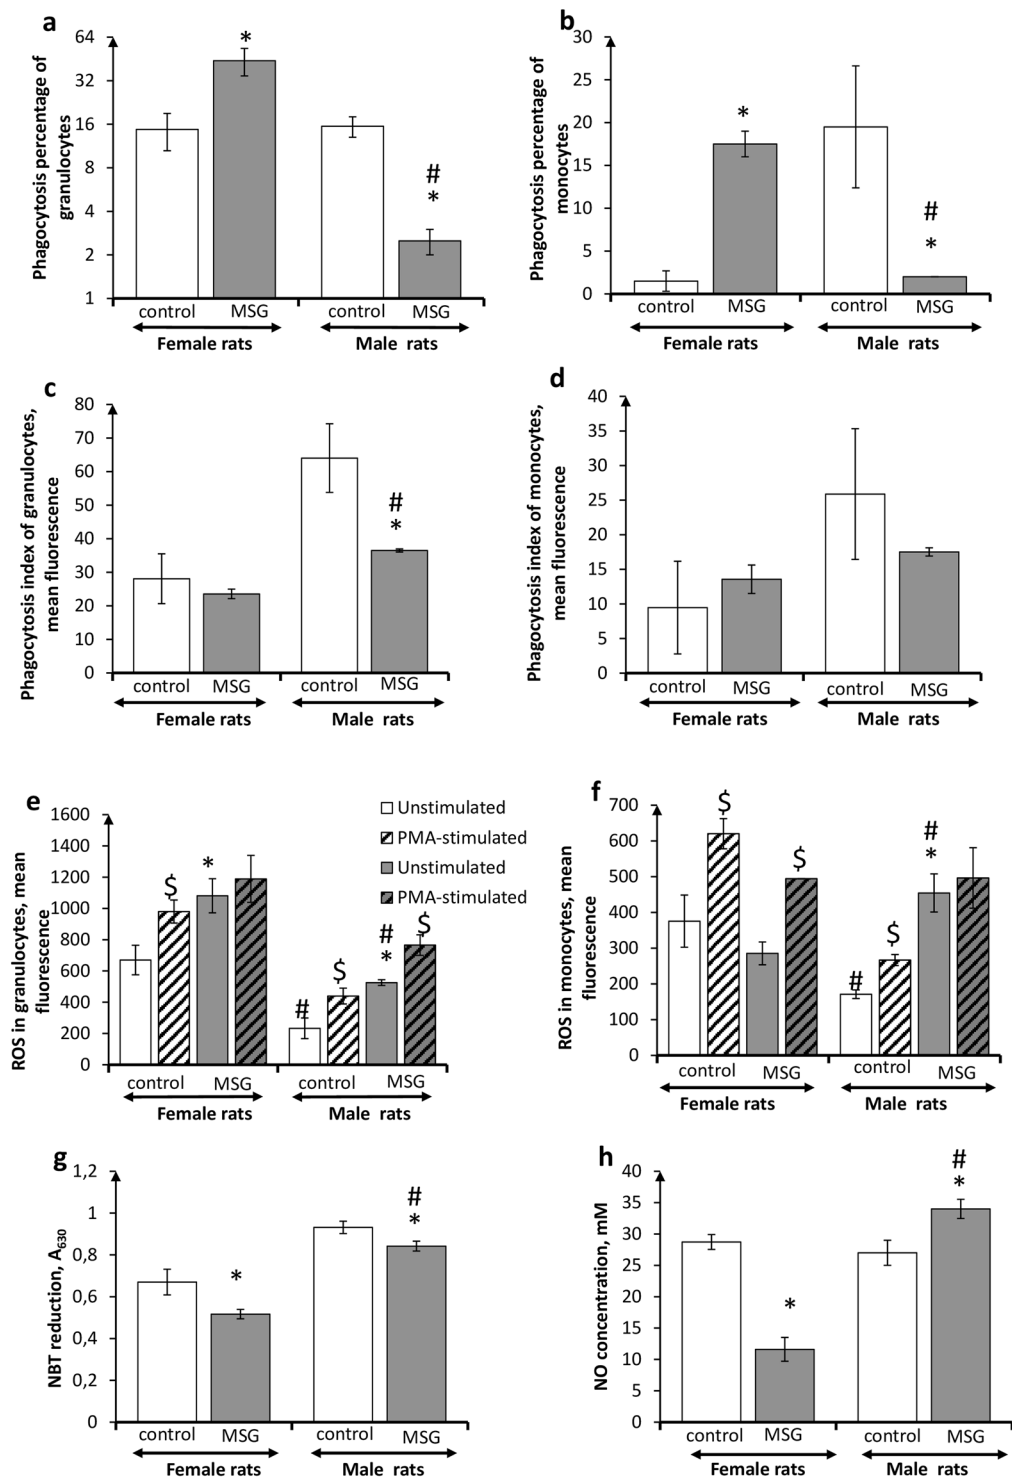 a
Phagocytosis percentage of
granulocytes
64
32
16
8
4
2
1
*
#
*
control
MSG
control
MSG
Female rats
Male rats
b
Phagocytosis percentage of
monocytes
30
25
20
15
10
5
0
*
#
*
control
MSG
control
MSG
Female rats
Male rats
c
Phagocytosis index of granulocytes,
mean fluorescence
80
70
60
50
40
30
20
10
0
#
*
control
MSG
control
MSG
Female rats
Male rats
d
Phagocytosis index of monocytes,
mean fluorescence
40
35
30
25
20
15
10
5
0
control
MSG
control
MSG
Female rats
Male rats
e
ROS in granulocytes, mean
fluorescence
1600
1400
1200
1000
800
600
400
200
0
Unstimulated
PMA-stimulated
Unstimulated
PMA-stimulated
$
*
#
$
#
*
$
control
MSG
control
MSG
Female rats
Male rats
f
ROS in monocytes, mean
fluorescence
700
600
500
400
300
200
100
0
$
$
#
$
#
*
control
MSG
control
MSG
Female rats
Male rats
g
NBT reduction, A630
1,2
1
0,8
0,6
0,4
0,2
0
*
#
*
control
MSG
control
MSG
Female rats
Male rats
h
NO concentration, mM
40
35
30
25
20
15
10
5
0
*
#
*
control
MSG
control
MSG
Female rats
Male rats